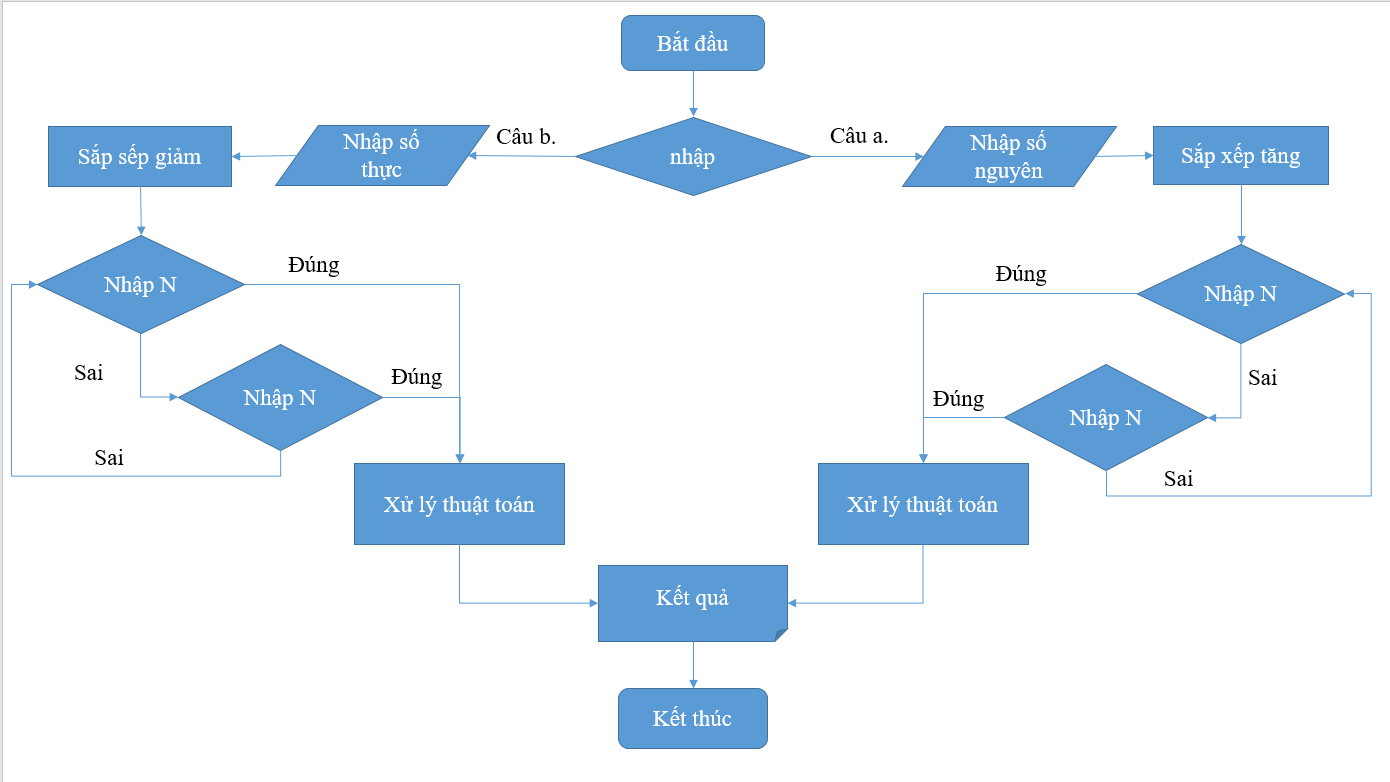 Bắt đầu
Câu b.
Câu a.
Sắp sếp giảm
Nhập số
thực
nhập
Nhập số
nguyên
Sắp xếp tăng
Đúng
Nhập N
Đúng
Nhập N
Sai
Đúng
Nhập N
Sai
Đúng
Nhập N
Sai
Sai
Xử lý thuật toán
Xử lý thuật toán
Kết quả
Kết thúc